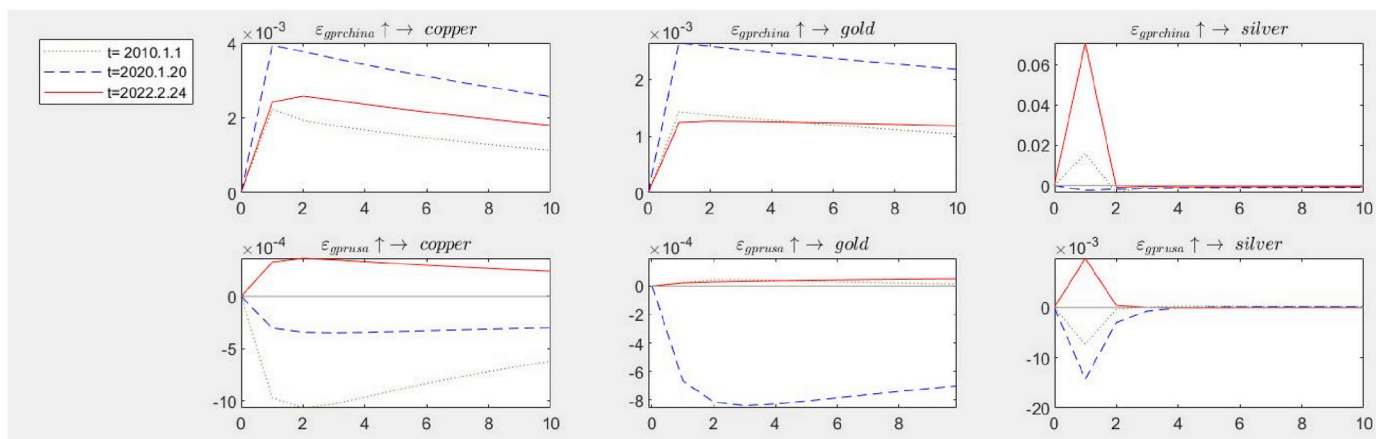 t= 2010.1.1
t=2020.1.20
t=2022.2.24
ε_gprchina ↑ → copper
×10⁻³
4
2
0
0 2 4 6 8 10
ε_gprchina ↑ → gold
×10⁻³
2
1
0
0 2 4 6 8 10
ε_gprchina ↑ → silver
0.06
0.04
0.02
0
0 2 4 6 8 10
ε_gprusa ↑ → copper
×10⁻⁴
0
-5
-10
0 2 4 6 8 10
ε_gprusa ↑ → gold
×10⁻⁴
0
-2
-4
-6
-8
0 2 4 6 8 10
ε_gprusa ↑ → silver
×10⁻³
0
-10
-20
0 2 4 6 8 10